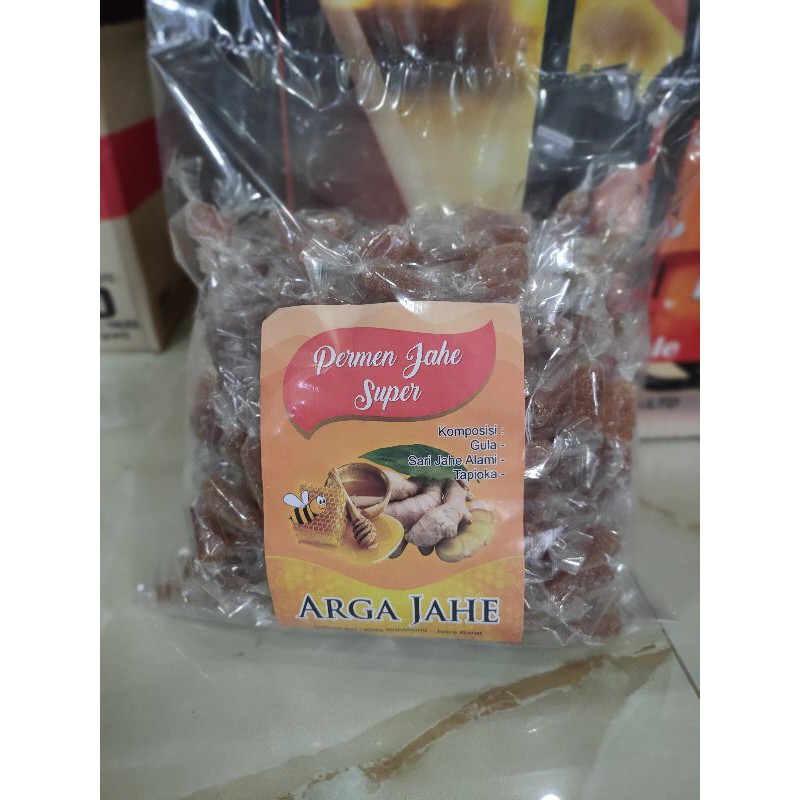 Permen Jahe
Super
Komposisi :
Gula -
Sari Jahe Alami -
Tapioka -
ARGA JAHE